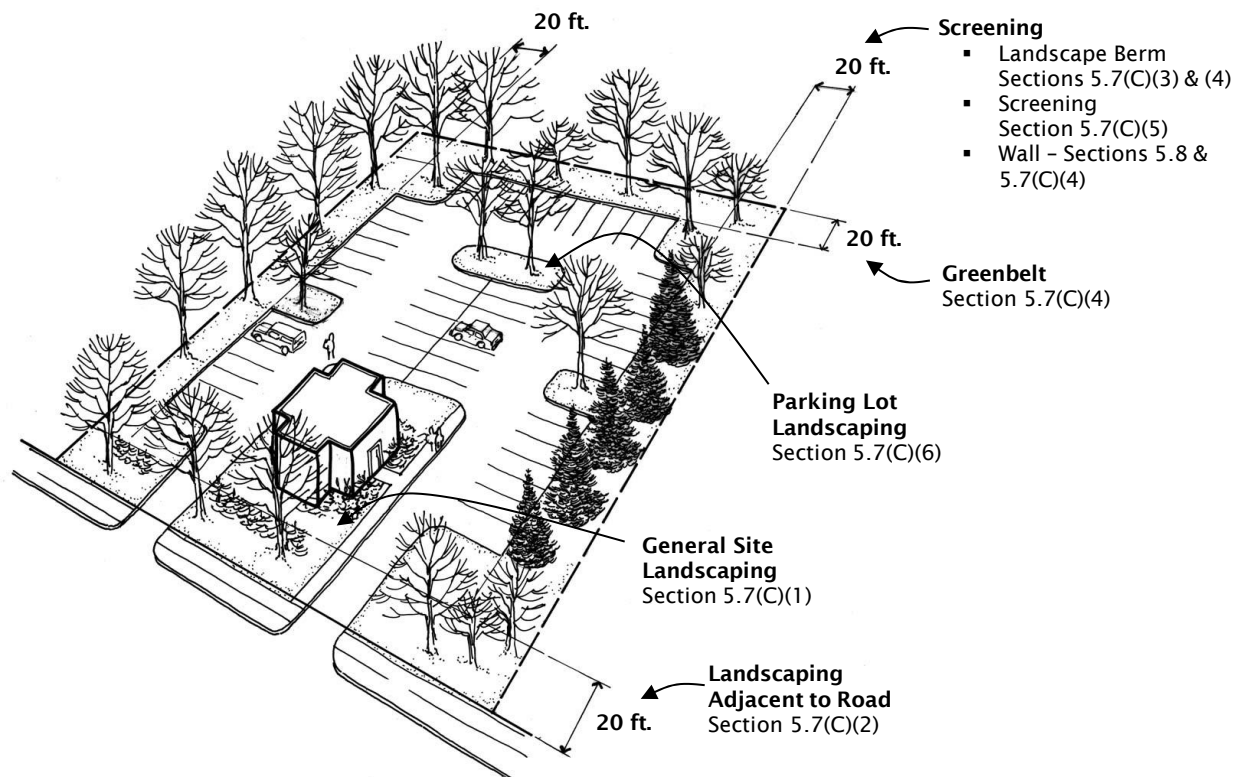 20 ft.
Screening
▪ Landscape Berm
Sections 5.7(C)(3) & (4)
▪ Screening
Section 5.7(C)(5)
▪ Wall – Sections 5.8 &
5.7(C)(4)
20 ft.
20 ft.
Greenbelt
Section 5.7(C)(4)
Parking Lot
Landscaping
Section 5.7(C)(6)
General Site
Landscaping
Section 5.7(C)(1)
Landscaping
Adjacent to Road
Section 5.7(C)(2)
20 ft.